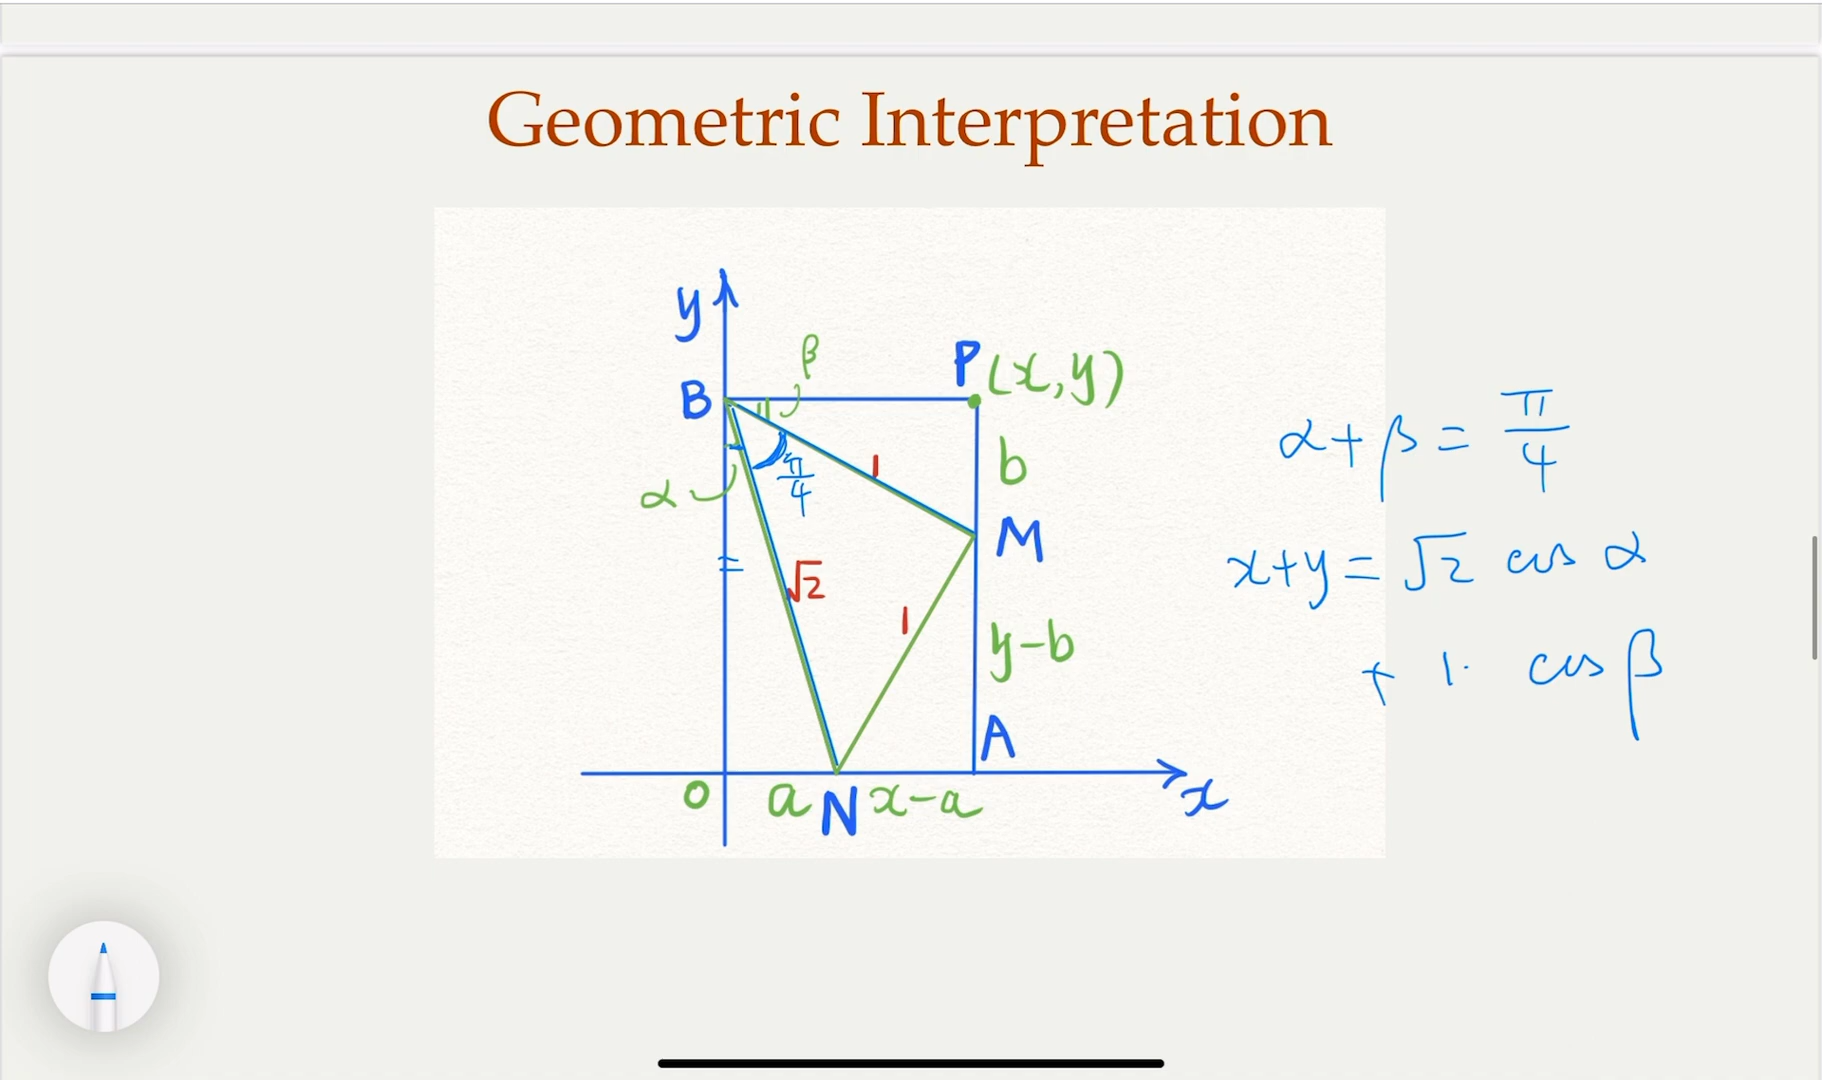 Geometric Interpretation
y
β
P (x, y)
B
π/4
α
1
b
M
=
√2
1
y-b
A
o a N x-a x
α + β = π/4
x+y = √2 cos α
+ 1. cos β